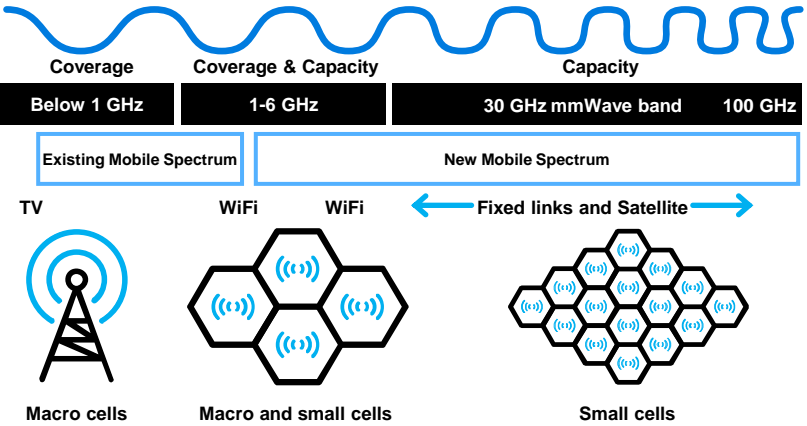 Coverage
Coverage & Capacity
Capacity
Below 1 GHz
1-6 GHz
30 GHz mmWave band
100 GHz
Existing Mobile Spectrum
New Mobile Spectrum
TV
WiFi
WiFi
Fixed links and Satellite
Macro cells
Macro and small cells
Small cells